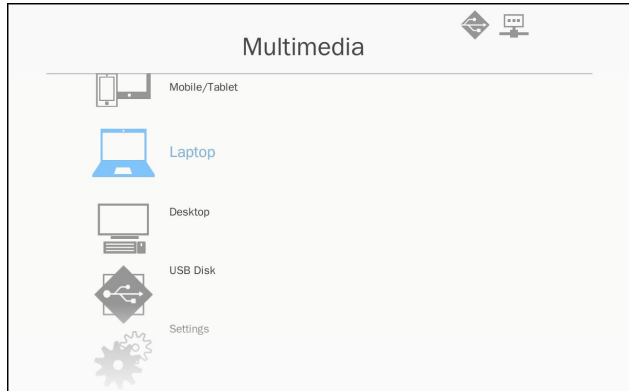 Multimedia
Mobile/Tablet
Laptop
Desktop
USB Disk
Settings